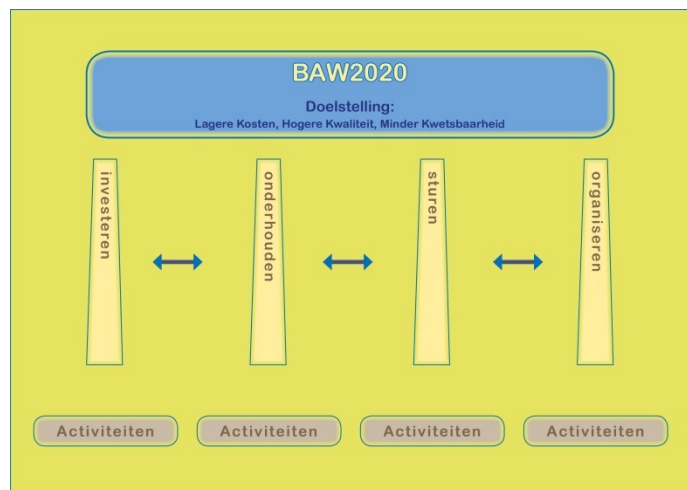 BAW2020
Doelstelling:
Lagere Kosten, Hogere Kwaliteit, Minder Kwetsbaarheid
investeren
onderhouden
sturen
organiseren
Activiteiten
Activiteiten
Activiteiten
Activiteiten